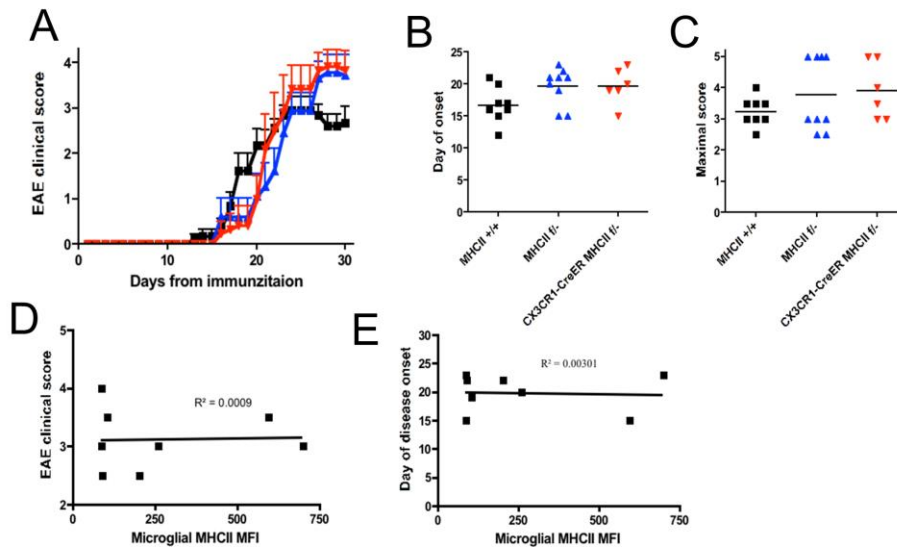 A
EAE clinical score
5
4
3
2
1
0
0
10
20
30
Days from immunzitaion
B
Day of onset
25
20
15
10
5
0
MHCII +/+
MHCII f/-
CX3CR1-CreER MHCII f/-
C
Maximal score
5
4
3
2
1
0
MHCII +/+
MHCII f/-
CX3CR1-CreER MHCII f/-
D
EAE clinical score
5
4
3
2
R² = 0.0009
0
250
500
750
Microglial MHCII MFI
E
Day of disease onset
30
25
20
15
10
5
0
R² = 0.00301
0
250
500
750
Microglial MHCII MFI